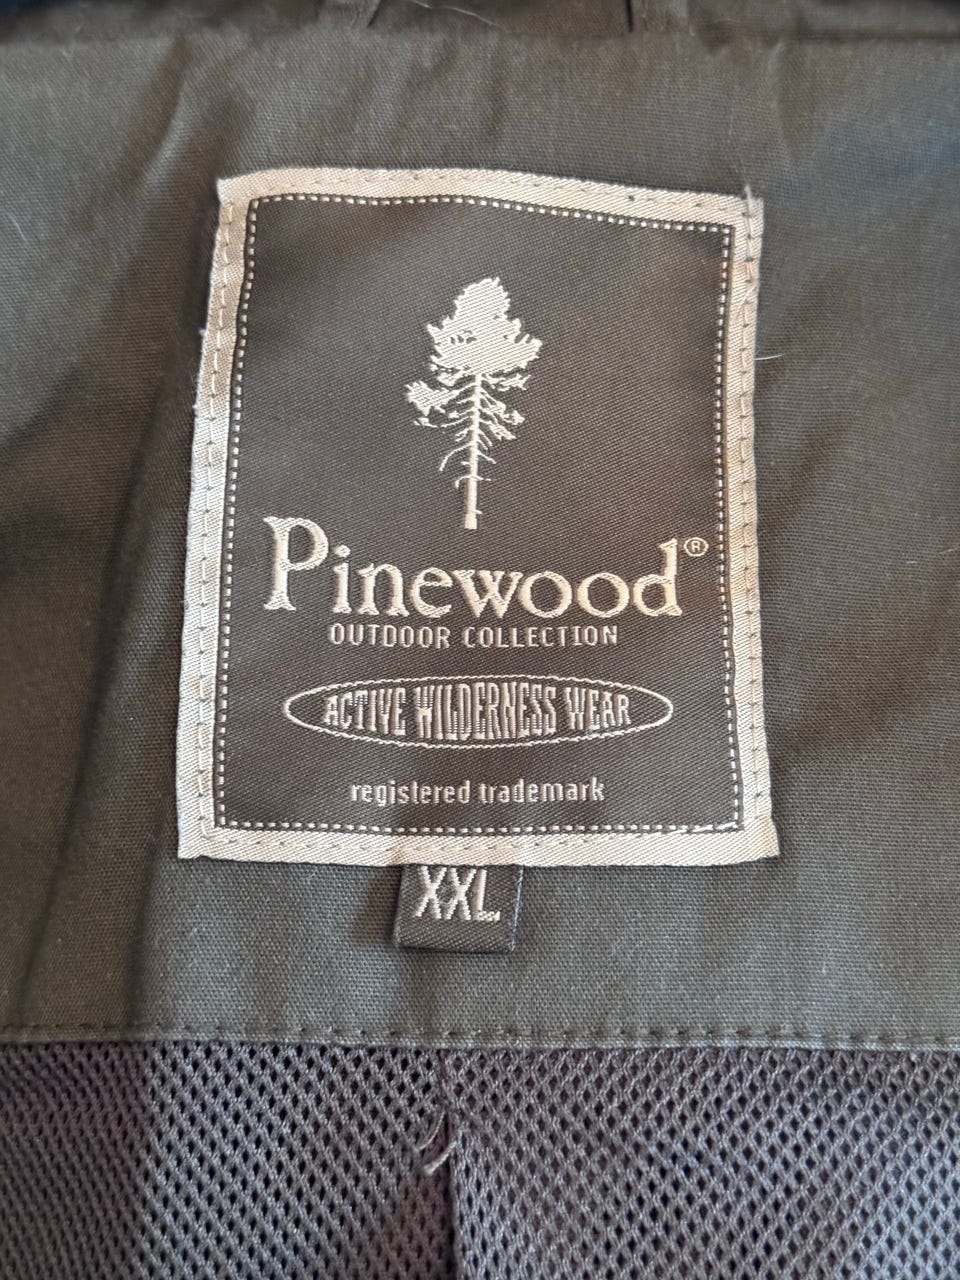 Pinewood®
OUTDOOR COLLECTION
ACTIVE WILDERNESS WEAR
registered trademark
XXL